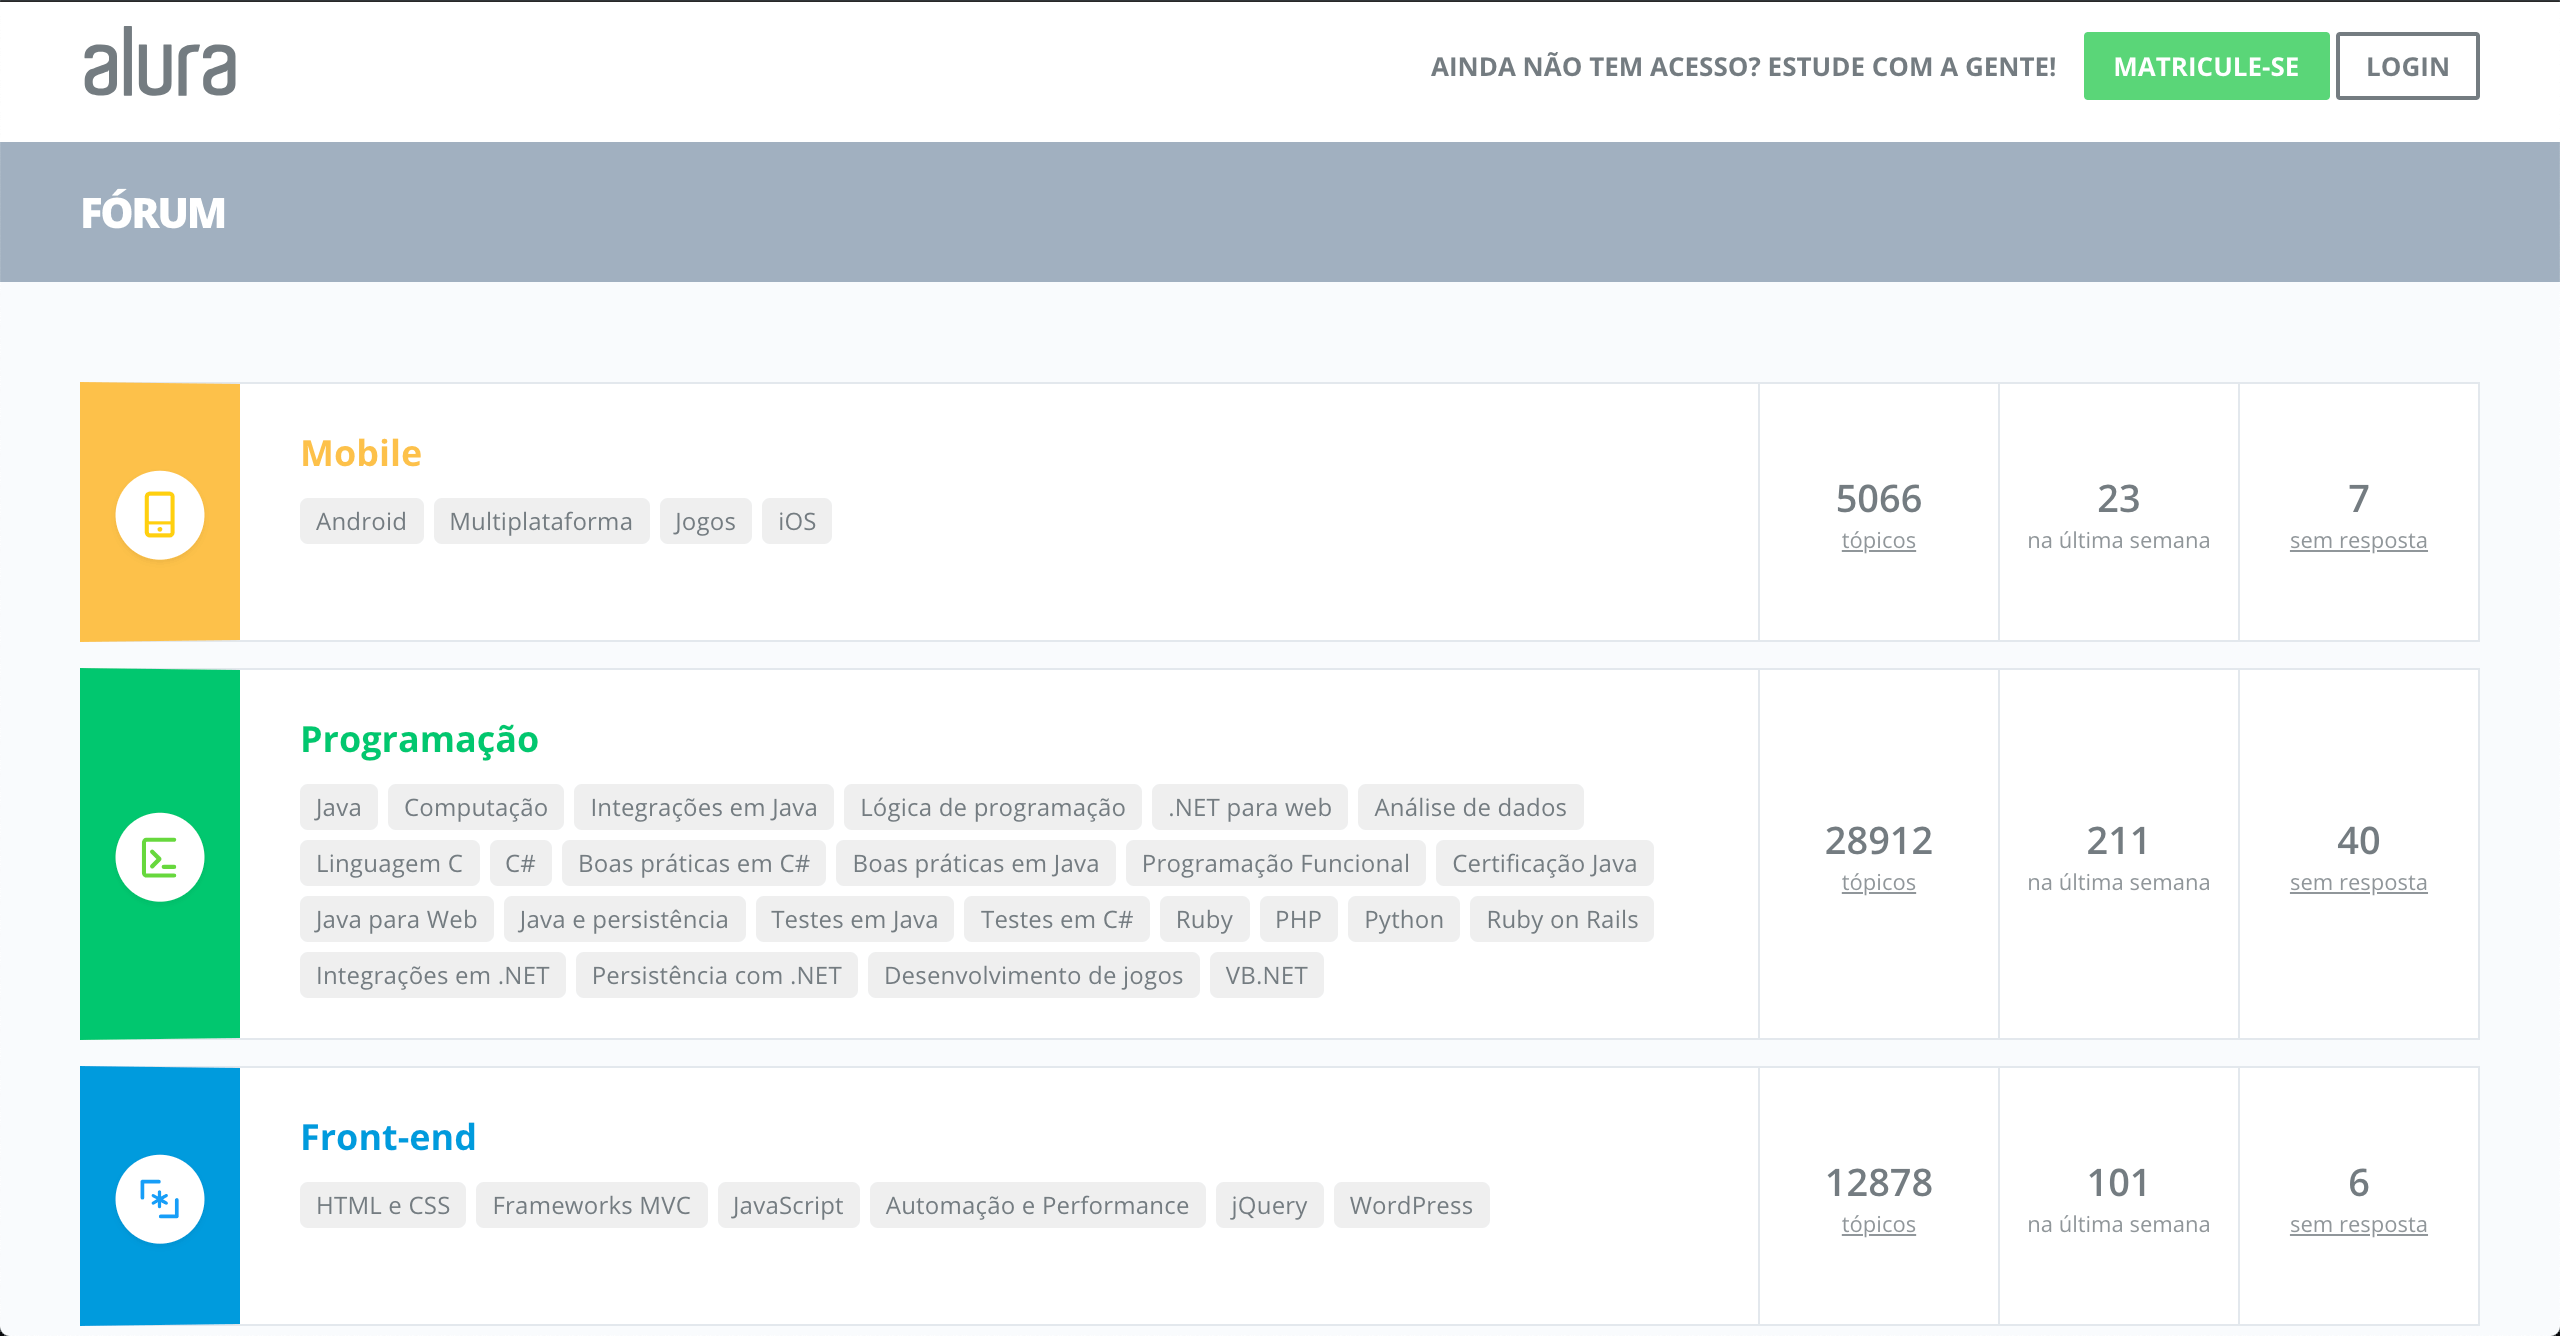 alura
AINDA NÃO TEM ACESSO? ESTUDE COM A GENTE! MATRICULE-SE LOGIN
FÓRUM
Mobile
Android Multiplataforma Jogos iOS
5066
tópicos
23
na última semana
7
sem resposta
Programação
Java Computação Integrações em Java Lógica de programação .NET para web Análise de dados
Linguagem C C# Boas práticas em C# Boas práticas em Java Programação Funcional Certificação Java
Java para Web Java e persistência Testes em Java Testes em C# Ruby PHP Python Ruby on Rails
Integrações em .NET Persistência com .NET Desenvolvimento de jogos VB.NET
28912
tópicos
211
na última semana
40
sem resposta
Front-end
HTML e CSS Frameworks MVC JavaScript Automação e Performance jQuery WordPress
12878
tópicos
101
na última semana
6
sem resposta